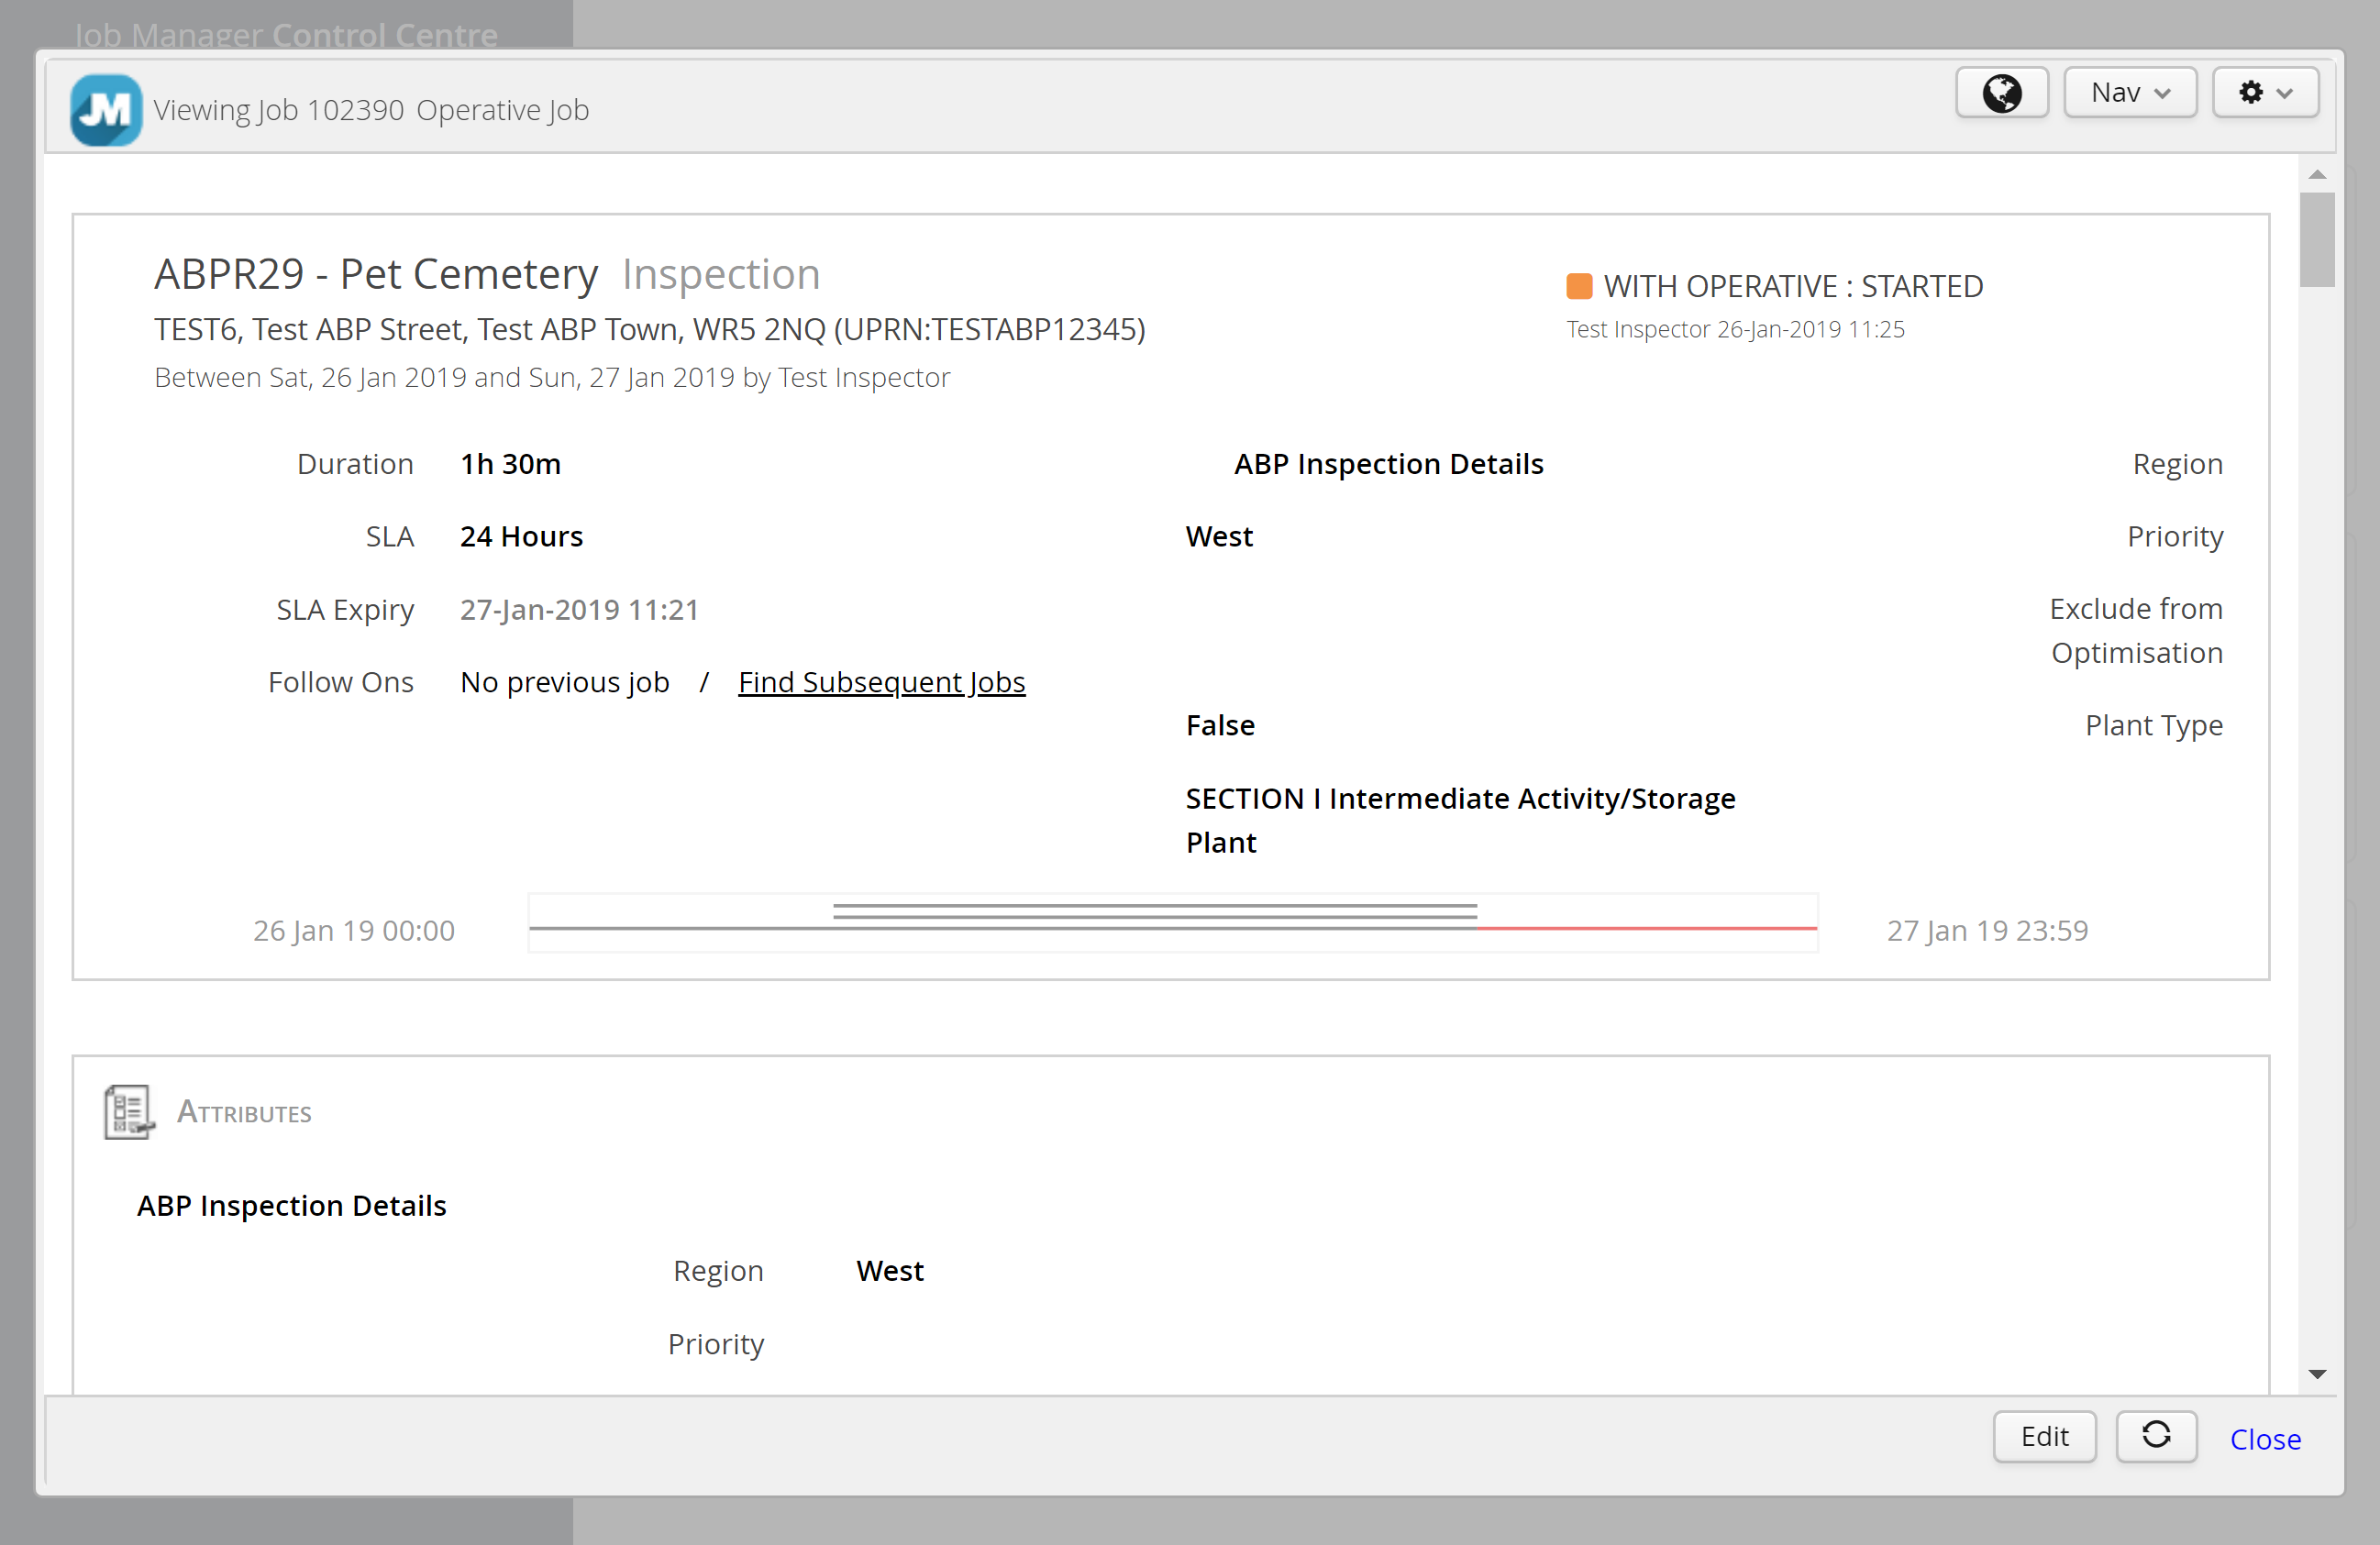 Job Manager Control Centre
JM
Viewing Job 102390 Operative Job
Nav
ABPR29 - Pet Cemetery Inspection
WITH OPERATIVE : STARTED
TEST6, Test ABP Street, Test ABP Town, WR5 2NQ (UPRN:TESTABP12345)
Test Inspector 26-Jan-2019 11:25
Between Sat, 26 Jan 2019 and Sun, 27 Jan 2019 by Test Inspector
Duration 1h 30m
SLA 24 Hours
SLA Expiry 27-Jan-2019 11:21
Follow Ons No previous job / Find Subsequent Jobs
ABP Inspection Details
Region
West
Priority
Exclude from
Optimisation
False
Plant Type
SECTION I Intermediate Activity/Storage
Plant
26 Jan 19 00:00
27 Jan 19 23:59
Attributes
ABP Inspection Details
Region West
Priority
Edit
Close